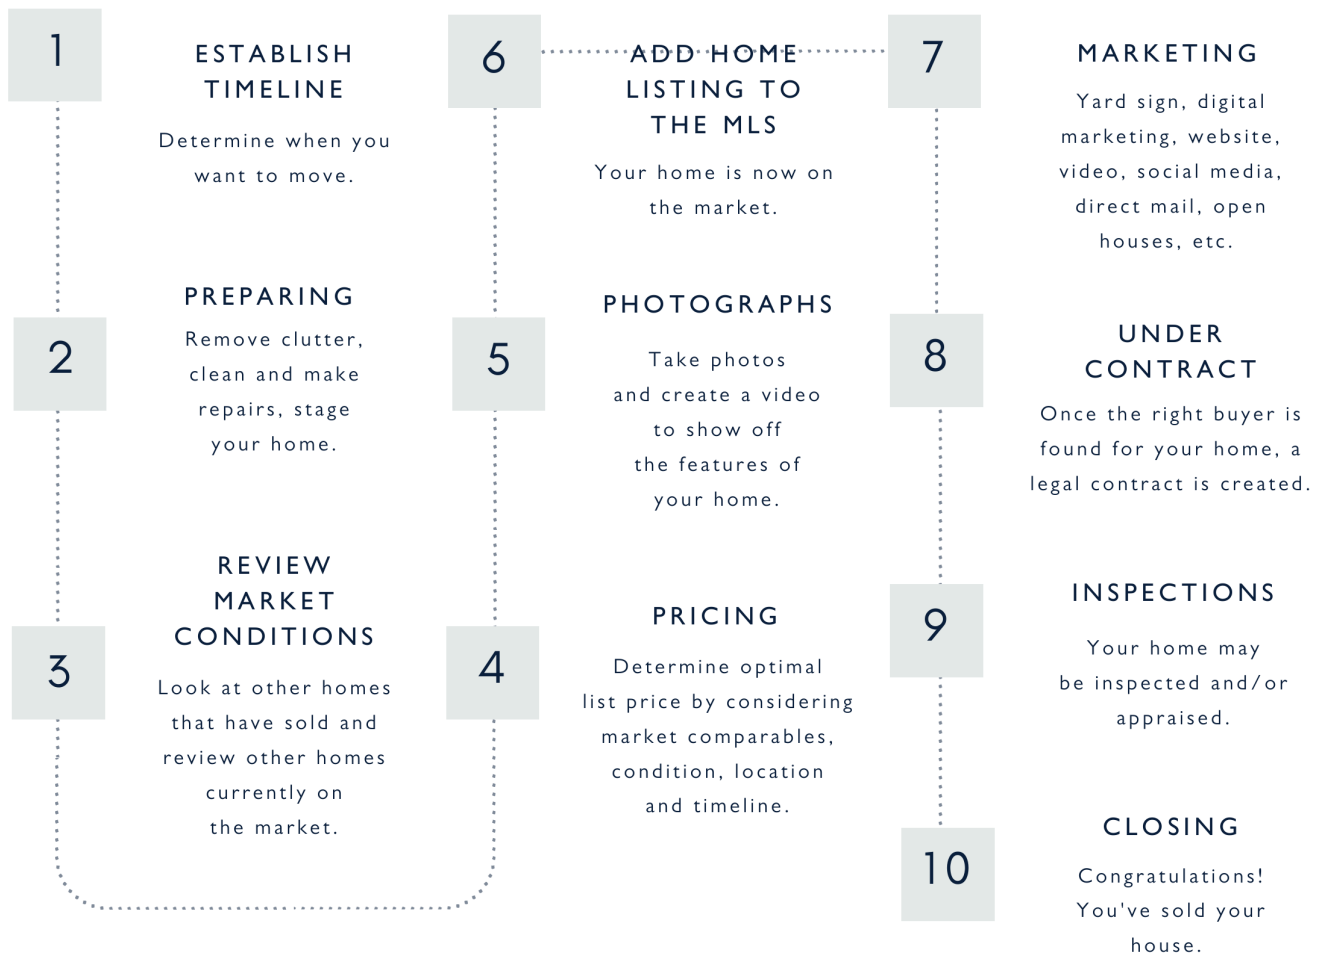 1
ESTABLISH
TIMELINE
Determine when you
want to move.
2
PREPARING
Remove clutter,
clean and make
repairs, stage
your home.
3
REVIEW
MARKET
CONDITIONS
Look at other homes
that have sold and
review other homes
currently on
the market.
4
PRICING
Determine optimal
list price by considering
market comparables,
condition, location
and timeline.
5
PHOTOGRAPHS
Take photos
and create a video
to show off
the features of
your home.
6
ADD HOME
LISTING TO
THE MLS
Your home is now on
the market.
7
MARKETING
Yard sign, digital
marketing, website,
video, social media,
direct mail, open
houses, etc.
8
UNDER
CONTRACT
Once the right buyer is
found for your home, a
legal contract is created.
9
INSPECTIONS
Your home may
be inspected and/or
appraised.
10
CLOSING
Congratulations!
You've sold your
house.